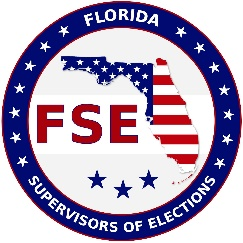 FLORIDA
FSE
SUPERVISORS OF ELECTIONS